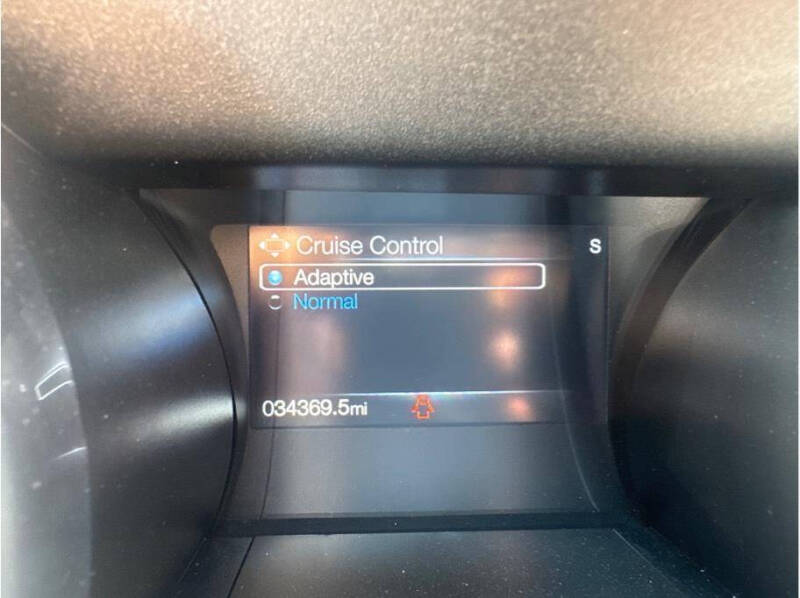 Cruise Control
S
Adaptive
Normal
034369.5mi